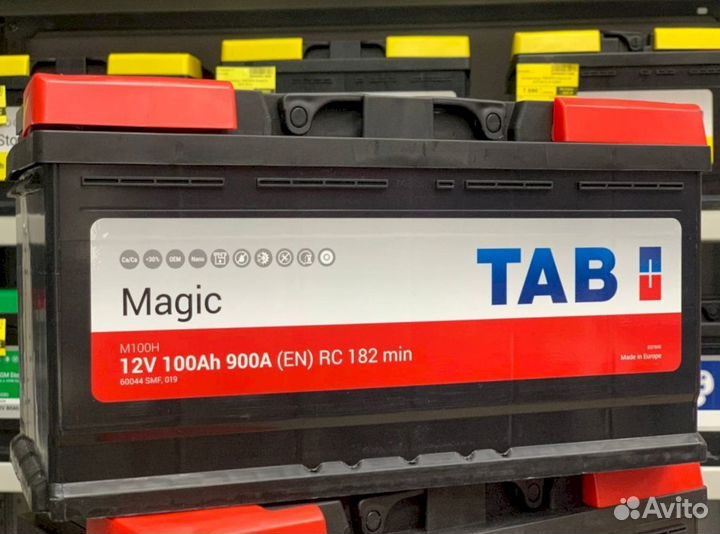 Ca/Ca +30% OEM Nano
TAB
Magic
M100H
12V 100Ah 900A (EN) RC 182 min
60044 SMF, 019
Made in Europe
Avito